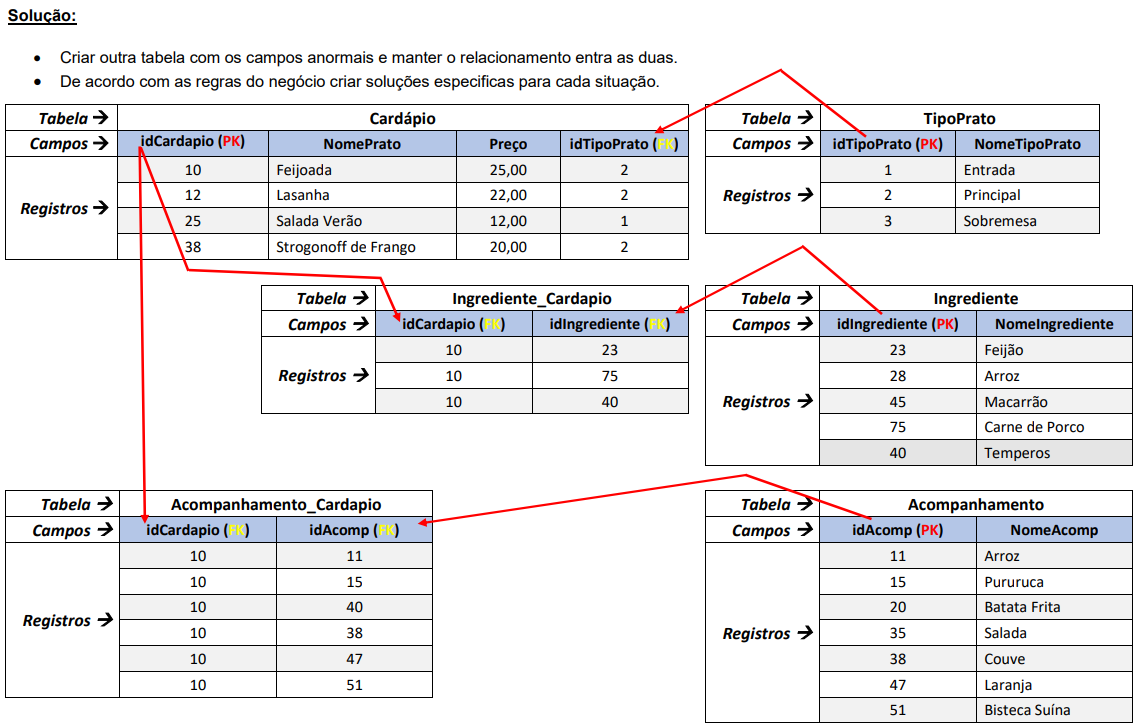 Solução:
• Criar outra tabela com os campos anormais e manter o relacionamento entra as duas.
• De acordo com as regras do negócio criar soluções especificas para cada situação.
Tabela → Cardápio
Campos → idCardapio (PK) NomePrato Preço idTipoPrato (FK)
Registros →
10 Feijoada 25,00 2
12 Lasanha 22,00 2
25 Salada Verão 12,00 1
38 Strogonoff de Frango 20,00 2
Tabela → TipoPrato
Campos → idTipoPrato (PK) NomeTipoPrato
Registros →
1 Entrada
2 Principal
3 Sobremesa
Tabela → Ingrediente_Cardapio
Campos → idCardapio (FK) idIngrediente (FK)
Registros →
10 23
10 75
10 40
Tabela → Ingrediente
Campos → idIngrediente (PK) NomeIngrediente
Registros →
23 Feijão
28 Arroz
45 Macarrão
75 Carne de Porco
40 Temperos
Tabela → Acompanhamento_Cardapio
Campos → idCardapio (FK) idAcomp (FK)
Registros →
10 11
10 15
10 40
10 38
10 47
10 51
Tabela → Acompanhamento
Campos → idAcomp (PK) NomeAcomp
Registros →
11 Arroz
15 Pururuca
20 Batata Frita
35 Salada
38 Couve
47 Laranja
51 Bisteca Suína